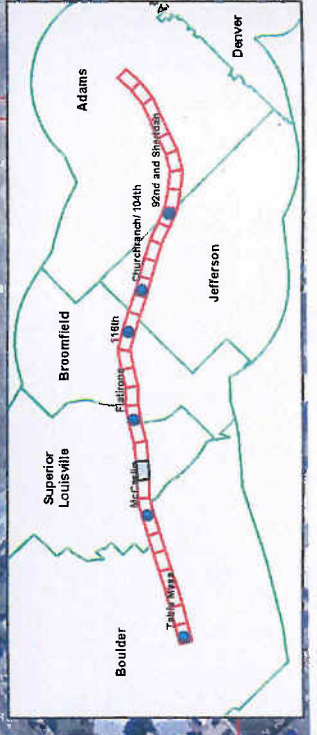 Boulder
Superior
Louisville
Broomfield
Adams
Denver
Jefferson
Table Mesa
McCaslin
Flatirons
116th
Churchranch/ 104th
92nd and Sheridan